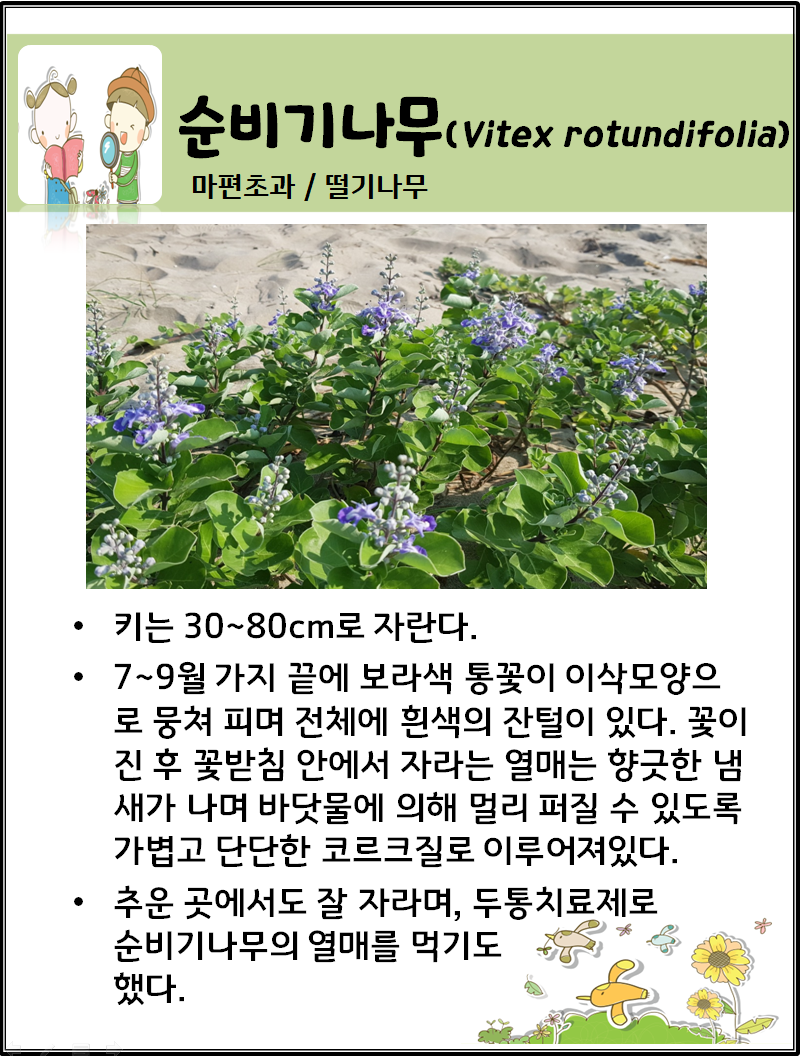 순비기나무(Vitex rotundifolia)
마편초과 / 떨기나무
• 키는 30~80cm로 자란다.
• 7~9월 가지 끝에 보라색 통꽃이 이삭모양으
로 뭉쳐 피며 전체에 흰색의 잔털이 있다. 꽃이
진 후 꽃받침 안에서 자라는 열매는 향긋한 냄
새가 나며 바닷물에 의해 멀리 퍼질 수 있도록
가볍고 단단한 코르크질로 이루어져있다.
• 추운 곳에서도 잘 자라며, 두통치료제로
순비기나무의 열매를 먹기도
했다.